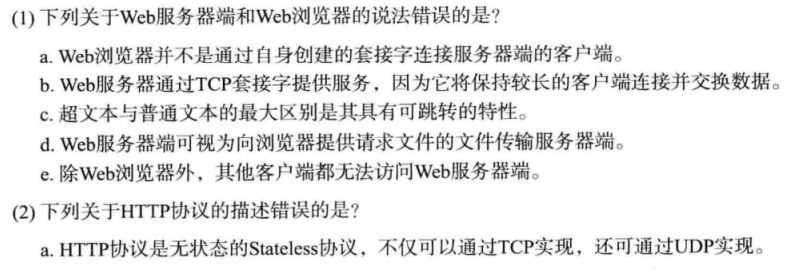 (1) 下列关于Web服务器端和Web浏览器的说法错误的是?
a. Web浏览器并不是通过自身创建的套接字连接服务器端的客户端。
b. Web服务器通过TCP套接字提供服务，因为它将保持较长的客户端连接并交换数据。
c. 超文本与普通文本的最大区别是其具有可跳转的特性。
d. Web服务器端可视为向浏览器提供请求文件的文件传输服务器端。
e. 除Web浏览器外，其他客户端都无法访问Web服务器端。
(2) 下列关于HTTP协议的描述错误的是?
a. HTTP协议是无状态的Stateless协议，不仅可以通过TCP实现，还可通过UDP实现。